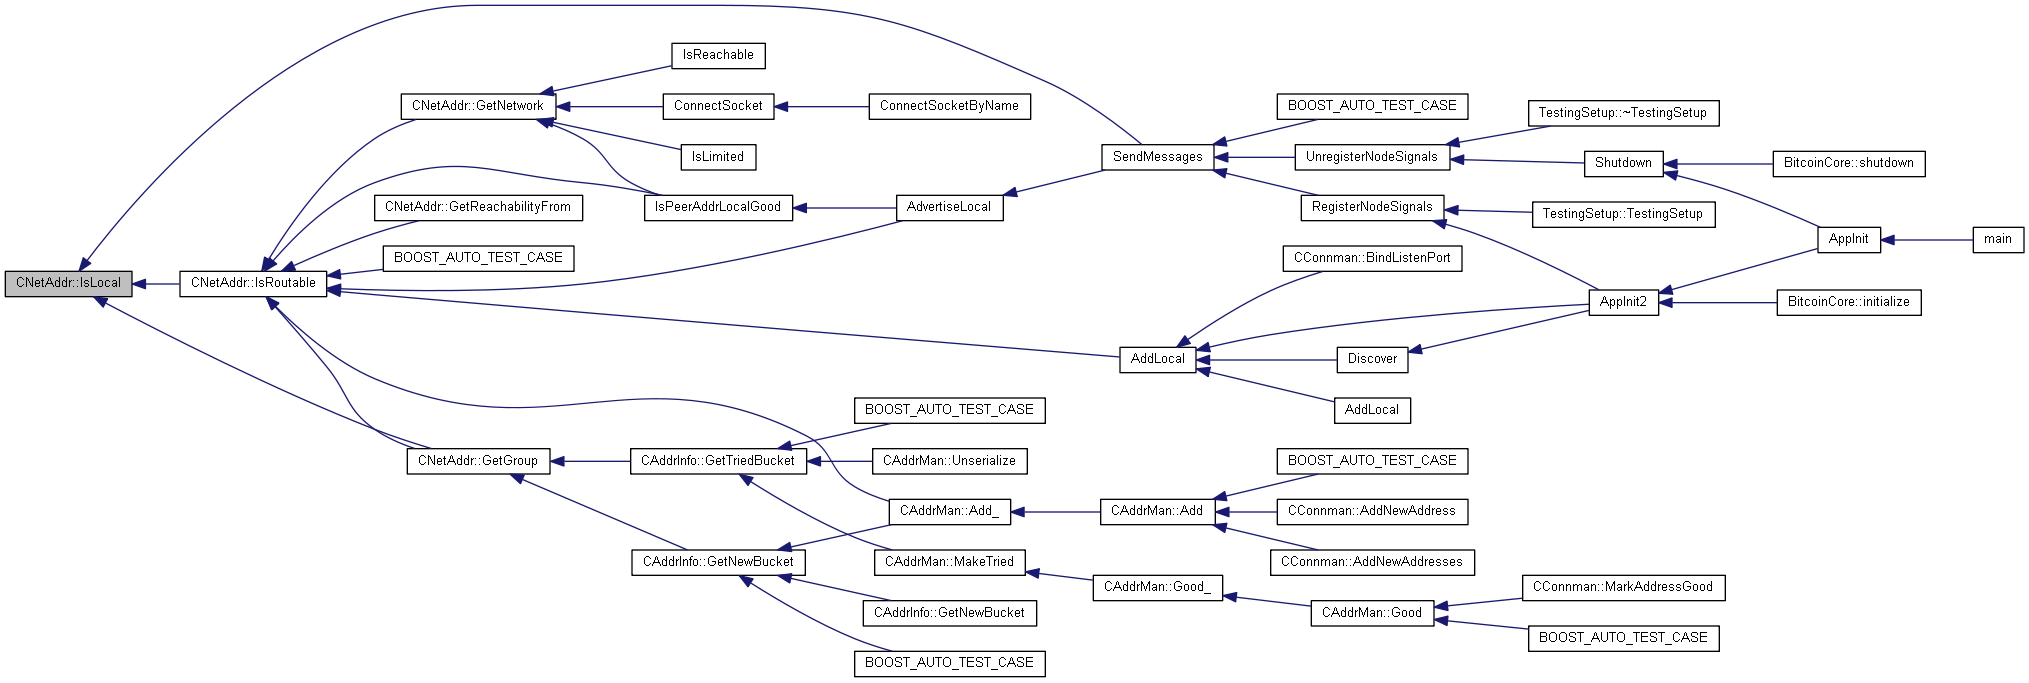 IsReachable
CNetAddr::GetNetwork
ConnectSocket
ConnectSocketByName
BOOST_AUTO_TEST_CASE
TestingSetup::~TestingSetup
IsLimited
SendMessages
UnregisterNodeSignals
Shutdown
BitcoinCore::shutdown
CNetAddr::GetReachabilityFrom
IsPeerAddrLocalGood
AdvertiseLocal
RegisterNodeSignals
TestingSetup::TestingSetup
AppInit
main
BOOST_AUTO_TEST_CASE
CConnman::BindListenPort
CNetAddr::IsLocal
CNetAddr::IsRoutable
AppInit2
BitcoinCore::initialize
AddLocal
Discover
AddLocal
BOOST_AUTO_TEST_CASE
CNetAddr::GetGroup
CAddrInfo::GetTriedBucket
CAddrMan::Unserialize
BOOST_AUTO_TEST_CASE
CAddrMan::Add_
CAddrMan::Add
CConnman::AddNewAddress
CAddrInfo::GetNewBucket
CAddrMan::MakeTried
CConnman::AddNewAddresses
CAddrMan::Good_
CConnman::MarkAddressGood
CAddrInfo::GetNewBucket
CAddrMan::Good
BOOST_AUTO_TEST_CASE
BOOST_AUTO_TEST_CASE